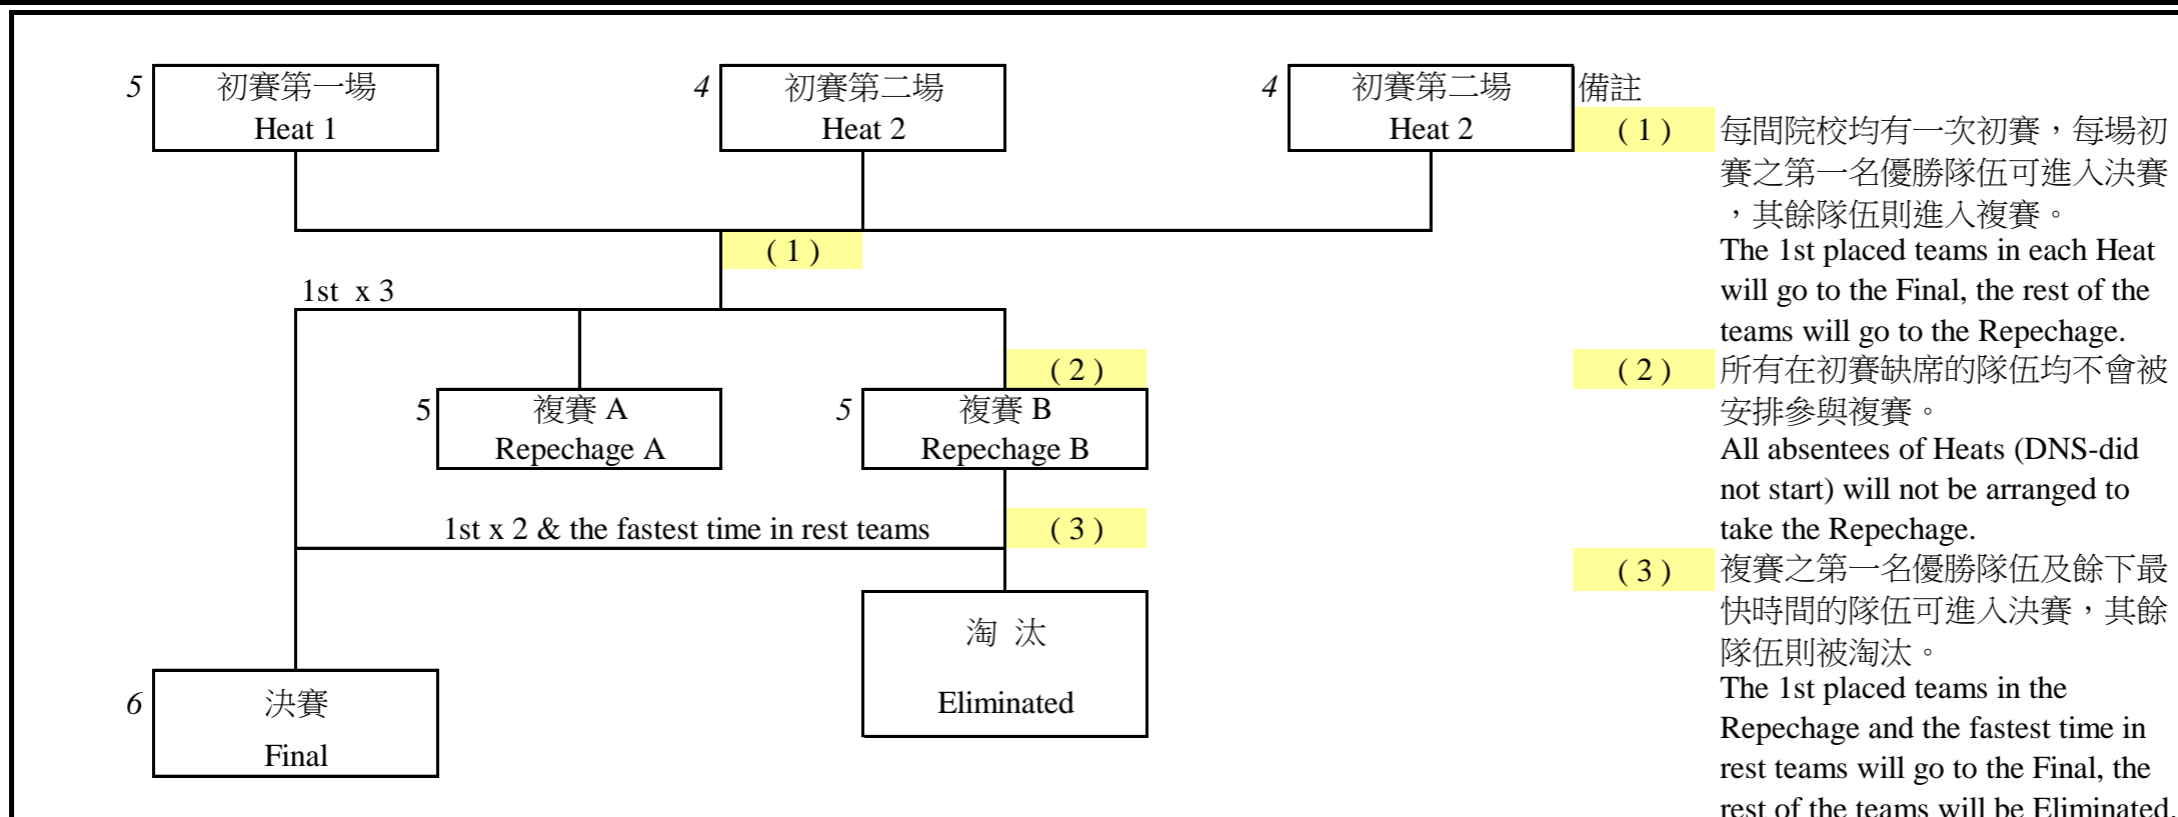 5
初賽第一場
Heat 1
4
初賽第二場
Heat 2
4
初賽第二場
Heat 2
備註
( 1 )
每間院校均有一次初賽，每場初
賽之第一名優勝隊伍可進入決賽
，其餘隊伍則進入複賽。
The 1st placed teams in each Heat
will go to the Final, the rest of the
teams will go to the Repechage.
( 1 )
1st x 3
( 2 )
( 2 )
所有在初賽缺席的隊伍均不會被
安排參與複賽。
All absentees of Heats (DNS-did
not start) will not be arranged to
take the Repechage.
5
複賽 A
Repechage A
5
複賽 B
Repechage B
1st x 2 & the fastest time in rest teams
( 3 )
( 3 )
複賽之第一名優勝隊伍及餘下最
快時間的隊伍可進入決賽，其餘
隊伍則被淘汰。
The 1st placed teams in the
Repechage and the fastest time in
rest teams will go to the Final, the
rest of the teams will be Eliminated.
淘 汰
Eliminated
6
決賽
Final